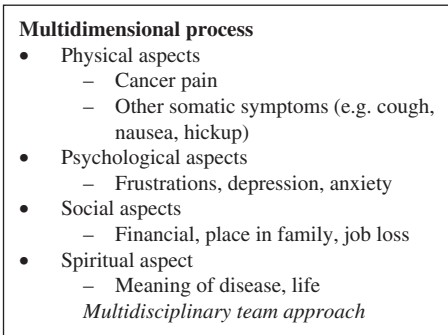 Multidimensional process
• Physical aspects
– Cancer pain
– Other somatic symptoms (e.g. cough,
nausea, hickup)
• Psychological aspects
– Frustrations, depression, anxiety
• Social aspects
– Financial, place in family, job loss
• Spiritual aspect
– Meaning of disease, life
Multidisciplinary team approach